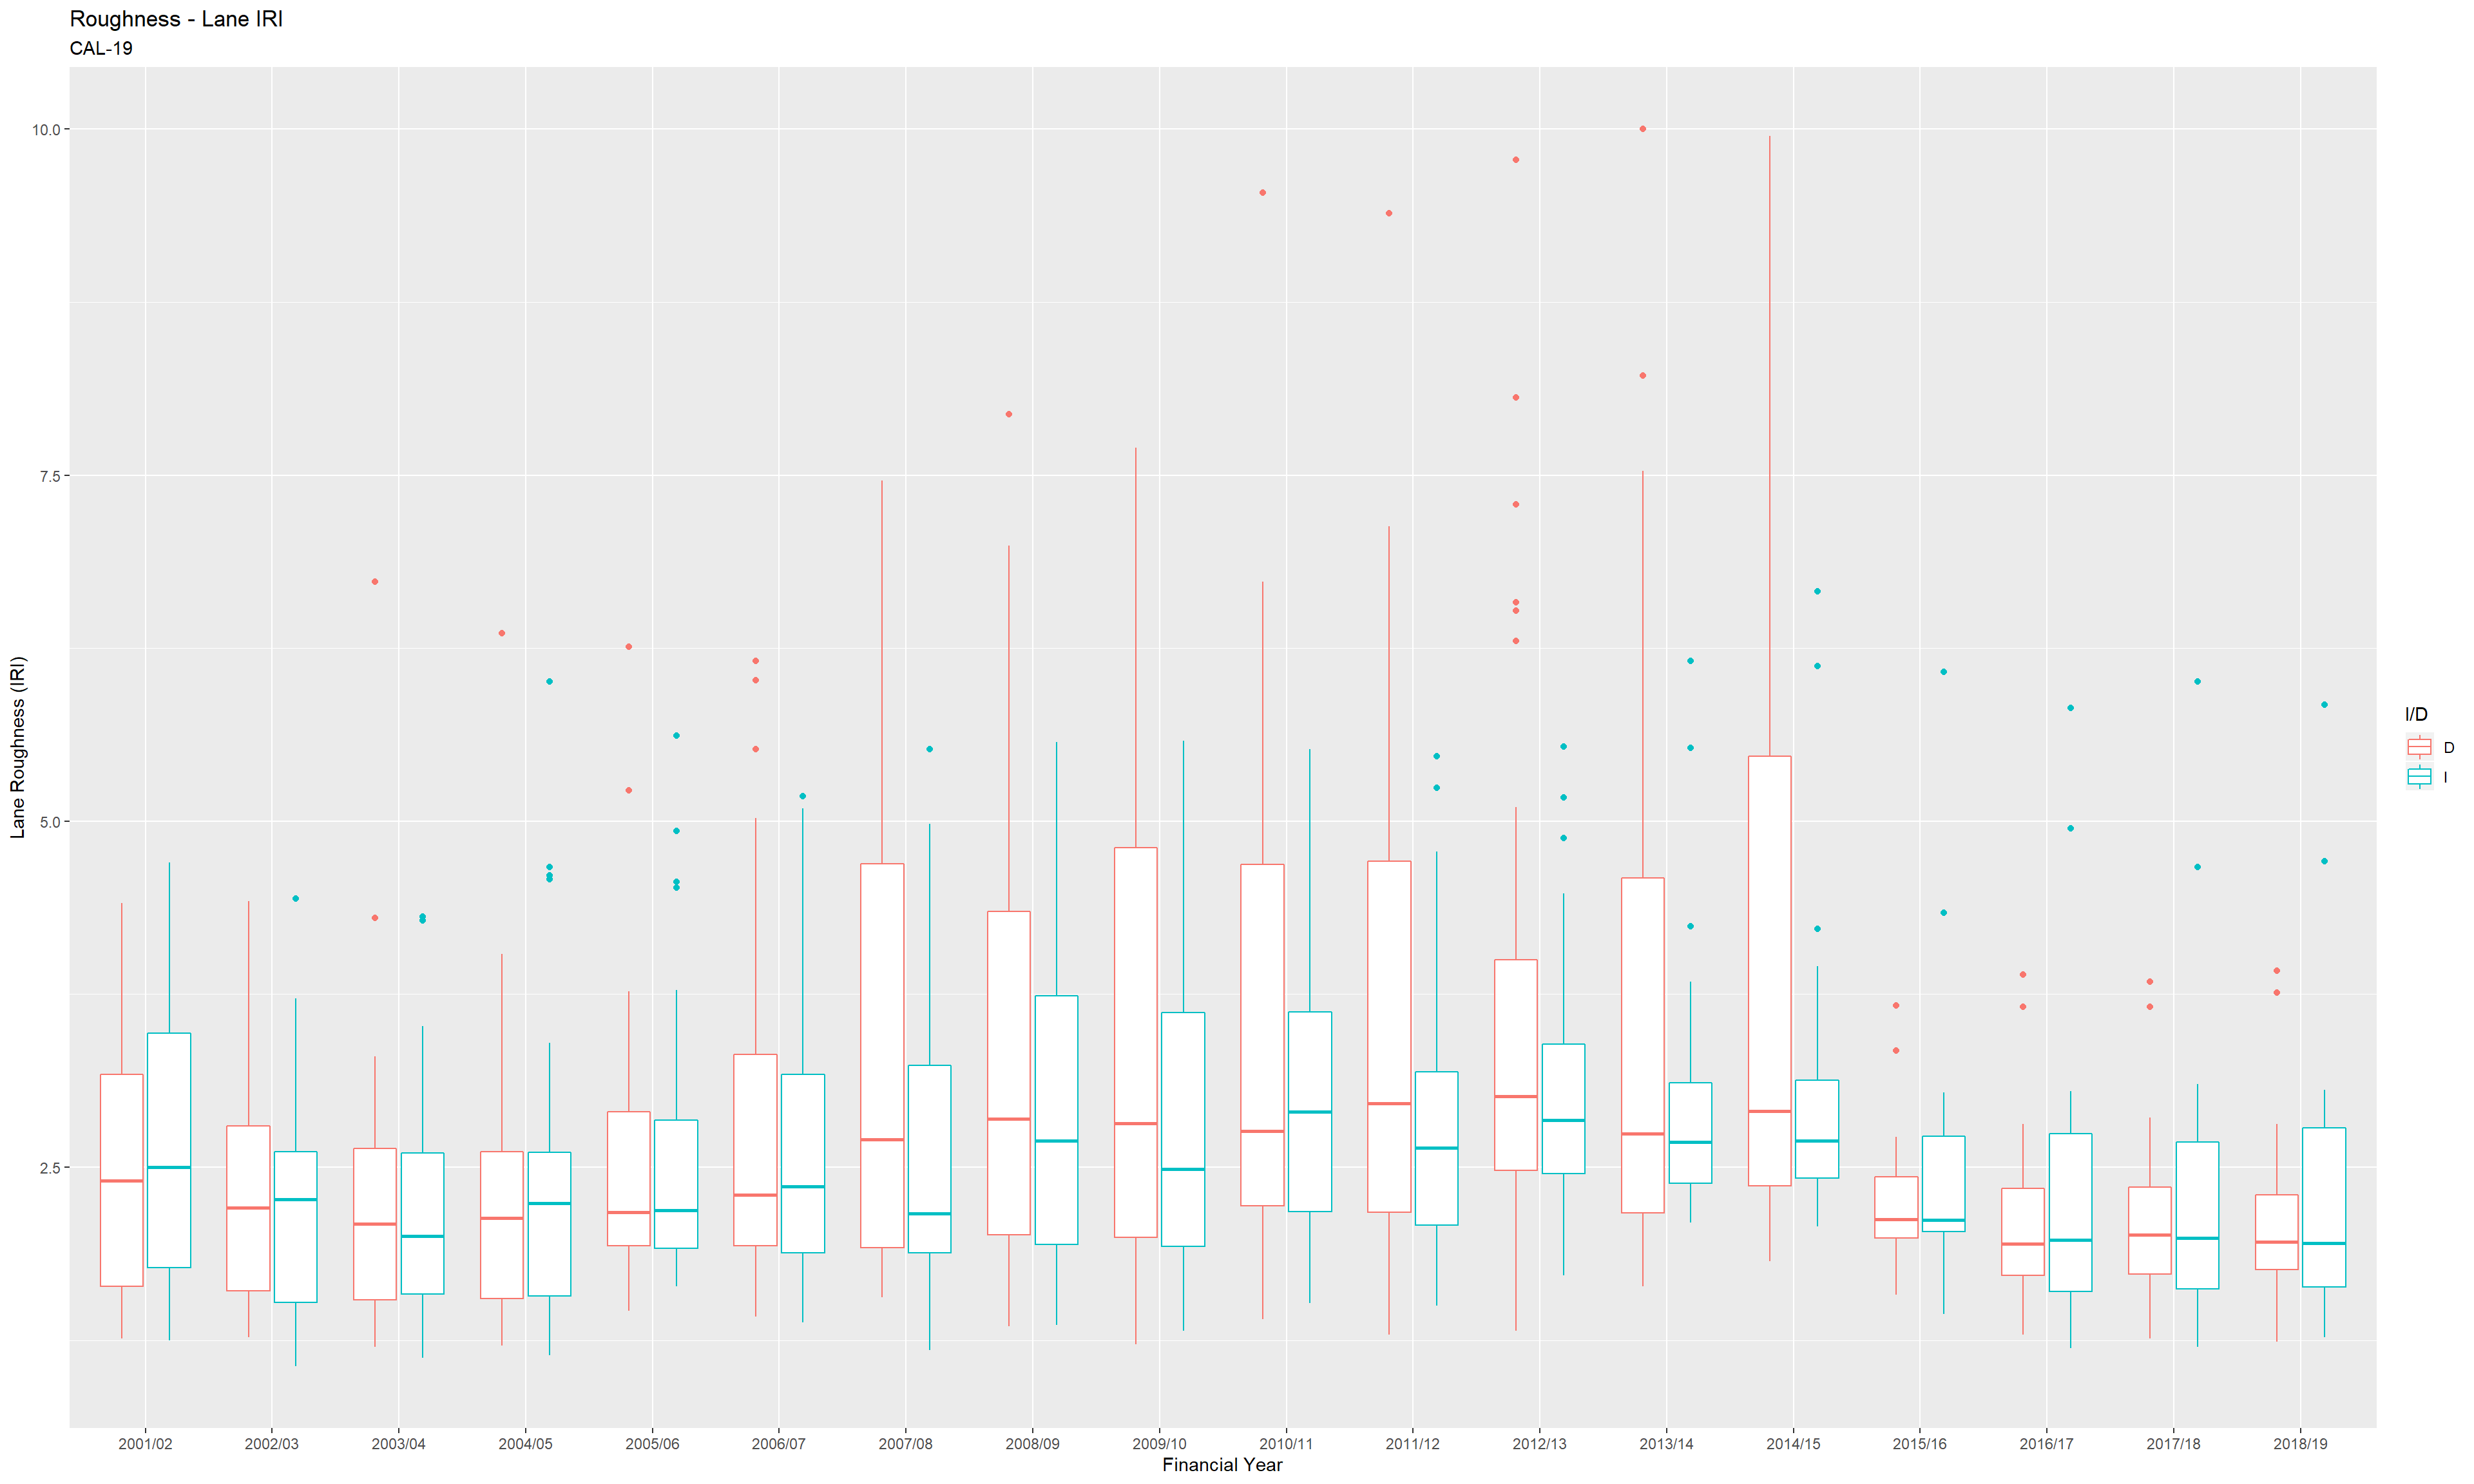 Roughness - Lane IRI
CAL-19
Lane Roughness (IRI)
10.0
7.5
5.0
2.5
2001/02 2002/03 2003/04 2004/05 2005/06 2006/07 2007/08 2008/09 2009/10 2010/11 2011/12 2012/13 2013/14 2014/15 2015/16 2016/17 2017/18 2018/19
Financial Year
I/D
D
I